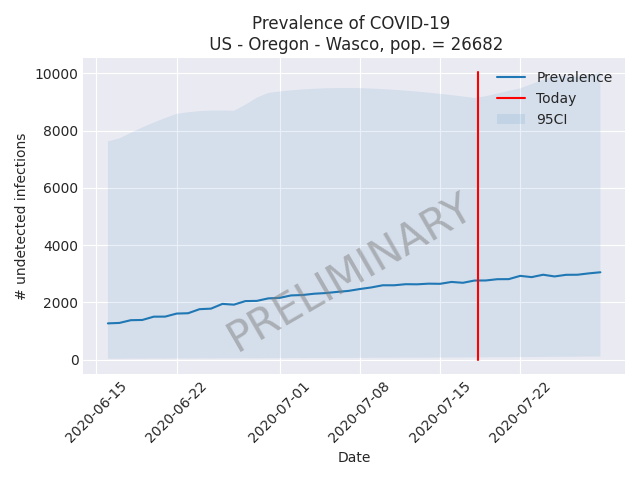 Prevalence of COVID-19
US - Oregon - Wasco, pop. = 26682
10000
8000
6000
4000
2000
0
# undetected infections
Prevalence
Today
95CI
PRELIMINARY
2020-06-15
2020-06-22
2020-07-01
2020-07-08
2020-07-15
2020-07-22
Date